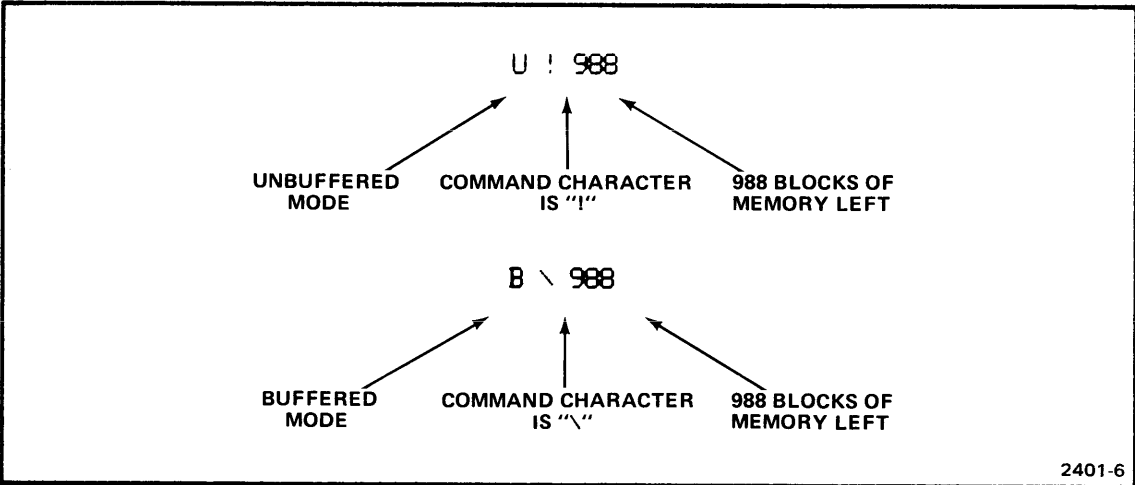 U ! 988
UNBUFFERED MODE
COMMAND CHARACTER IS "!"
988 BLOCKS OF MEMORY LEFT
B \ 988
BUFFERED MODE
COMMAND CHARACTER IS "\"
988 BLOCKS OF MEMORY LEFT
2401-6